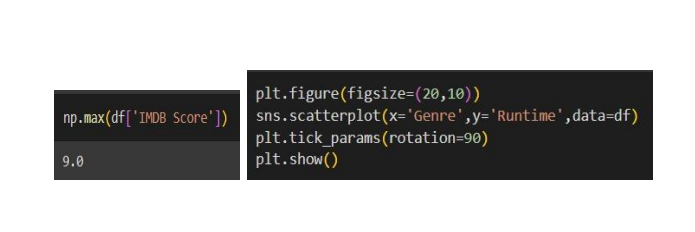 np.max(df['IMDB Score'])
9.0
plt.figure(figsize=(20,10))
sns.scatterplot(x='Genre',y='Runtime',data=df)
plt.tick_params(rotation=90)
plt.show()